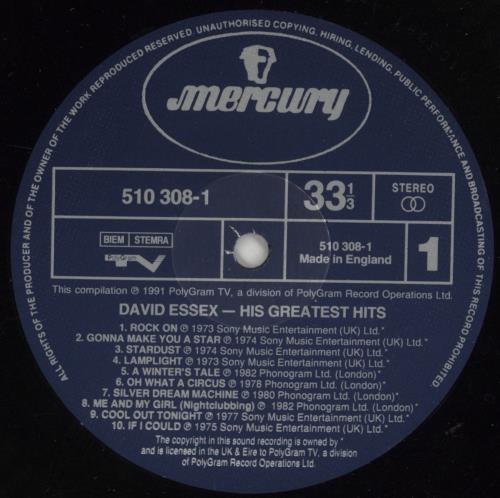 ALL RIGHTS OF THE PRODUCER AND OF THE OWNER OF THE WORK REPRODUCED RESERVED. UNAUTHORISED COPYING, HIRING, LENDING, PUBLIC PERFORMANCE AND BROADCASTING OF THIS RECORD PROHIBITED.
mercury
510 308-1
33 1/3
STEREO
BIEM STEMRA
PolyGram TV
510 308-1
Made in England
1
This compilation ℗ 1991 PolyGram TV, a division of PolyGram Record Operations Ltd.
DAVID ESSEX — HIS GREATEST HITS
1. ROCK ON ℗ 1973 Sony Music Entertainment (UK) Ltd.*
2. GONNA MAKE YOU A STAR ℗ 1974 Sony Music Entertainment (UK) Ltd.*
3. STARDUST ℗ 1974 Sony Music Entertainment (UK) Ltd.*
4. LAMPLIGHT ℗ 1973 Sony Music Entertainment (UK) Ltd.*
5. A WINTER'S TALE ℗ 1982 Phonogram Ltd. (London)*
6. OH WHAT A CIRCUS ℗ 1978 Phonogram Ltd. (London)*
7. SILVER DREAM MACHINE ℗ 1980 Phonogram Ltd. (London)*
8. ME AND MY GIRL (Nightclubbing) ℗ 1982 Phonogram Ltd. (London)*
9. COOL OUT TONIGHT ℗ 1977 Sony Music Entertainment (UK) Ltd.*
10. IF I COULD ℗ 1975 Sony Music Entertainment (UK) Ltd.*
The copyright in this sound recording is owned by *
and is licensed in the UK & Eire to PolyGram TV, a division
of PolyGram Record Operations Ltd.